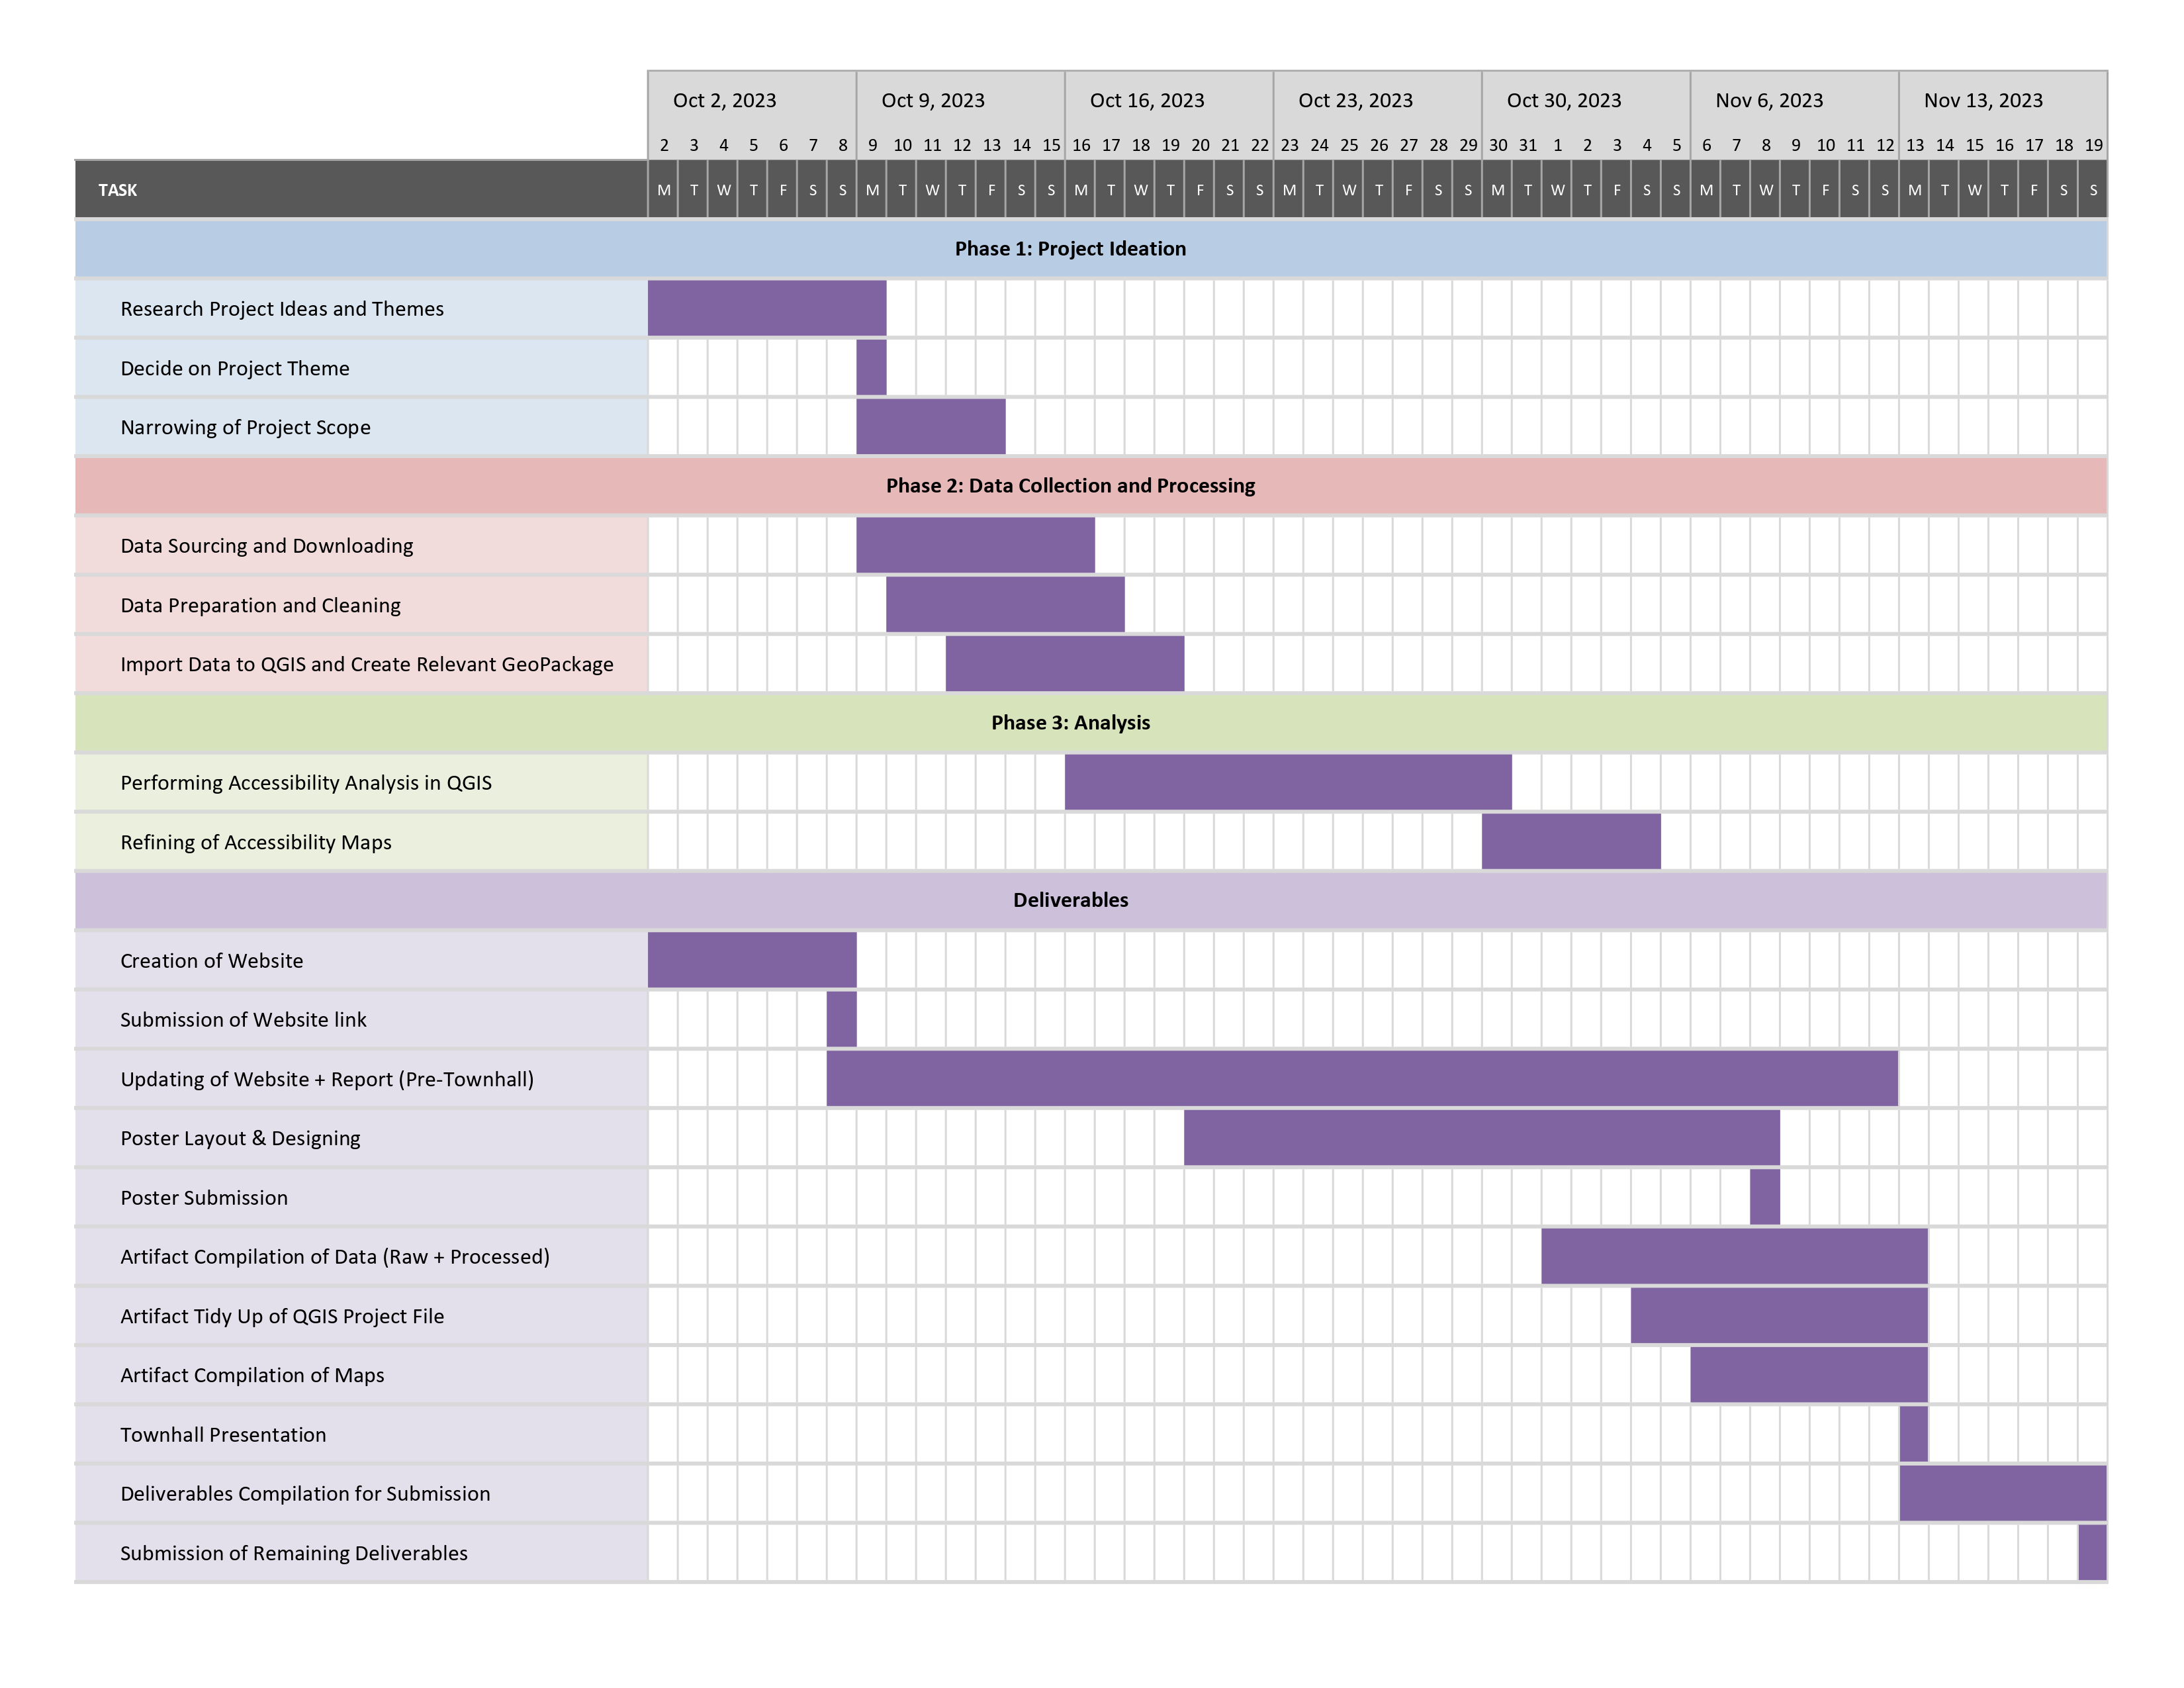 Oct 2, 2023 Oct 9, 2023 Oct 16, 2023 Oct 23, 2023 Oct 30, 2023 Nov 6, 2023 Nov 13, 2023
2 3 4 5 6 7 8 9 10 11 12 13 14 15 16 17 18 19 20 21 22 23 24 25 26 27 28 29 30 31 1 2 3 4 5 6 7 8 9 10 11 12 13 14 15 16 17 18 19
TASK M T W T F S S M T W T F S S M T W T F S S M T W T F S S M T W T F S S M T W T F S S M T W T F S S
Phase 1: Project Ideation
Research Project Ideas and Themes
Decide on Project Theme
Narrowing of Project Scope
Phase 2: Data Collection and Processing
Data Sourcing and Downloading
Data Preparation and Cleaning
Import Data to QGIS and Create Relevant GeoPackage
Phase 3: Analysis
Performing Accessibility Analysis in QGIS
Refining of Accessibility Maps
Deliverables
Creation of Website
Submission of Website link
Updating of Website + Report (Pre-Townhall)
Poster Layout & Designing
Poster Submission
Artifact Compilation of Data (Raw + Processed)
Artifact Tidy Up of QGIS Project File
Artifact Compilation of Maps
Townhall Presentation
Deliverables Compilation for Submission
Submission of Remaining Deliverables